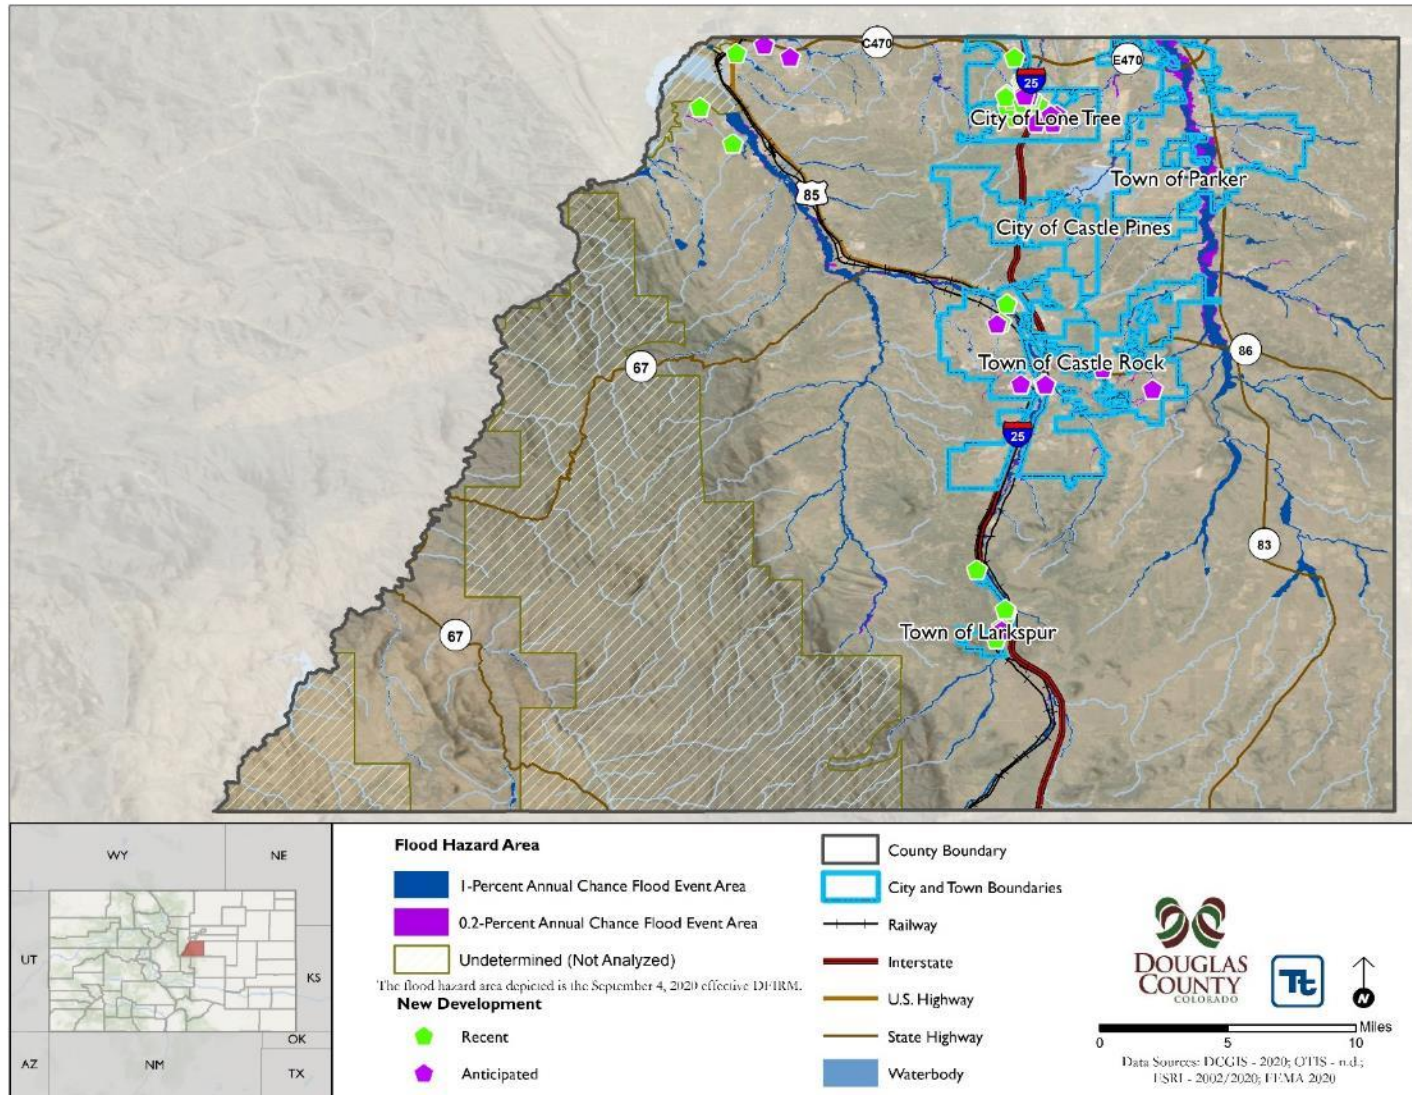 C470
E470
25
City of Lone Tree
Town of Parker
85
City of Castle Pines
67
86
Town of Castle Rock
25
83
67
Town of Larkspur
WY
NE
UT
KS
OK
AZ
NM
TX
Flood Hazard Area
1-Percent Annual Chance Flood Event Area
0.2-Percent Annual Chance Flood Event Area
Undetermined (Not Analyzed)
The flood hazard area depicted is the September 4, 2020 effective DFIRM.
New Development
Recent
Anticipated
County Boundary
City and Town Boundaries
Railway
Interstate
U.S. Highway
State Highway
Waterbody
DOUGLAS
COUNTY
COLORADO
Tt
N
Miles
0 5 10
Data Sources: DCGIS - 2020; OTIS - n.d.;
ESRI - 2002/2020; FEMA 2020